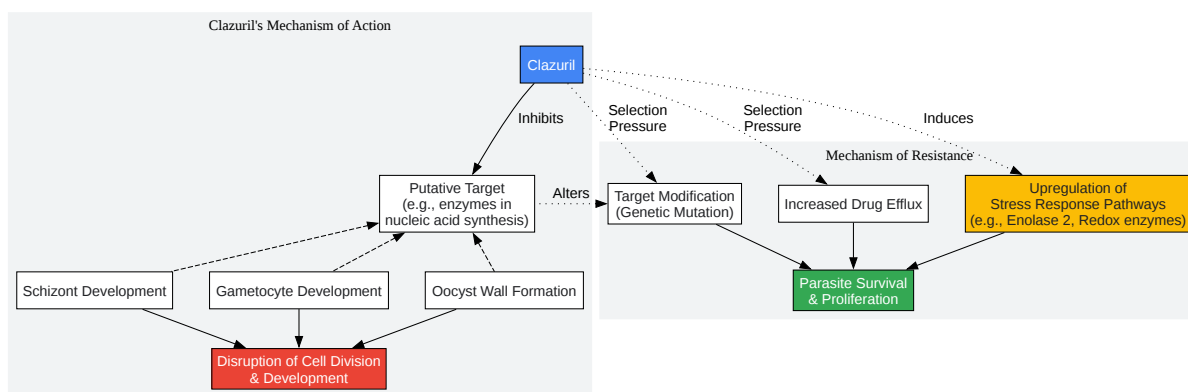 Clazuril's Mechanism of Action
Clazuril
Inhibits
Selection
Pressure
Selection
Pressure
Induces
Mechanism of Resistance
Putative Target
(e.g., enzymes in
nucleic acid synthesis)
Alters
Target Modification
(Genetic Mutation)
Increased Drug Efflux
Upregulation of
Stress Response Pathways
(e.g., Enolase 2, Redox enzymes)
Schizont Development
Gametocyte Development
Oocyst Wall Formation
Parasite Survival
& Proliferation
Disruption of Cell Division
& Development